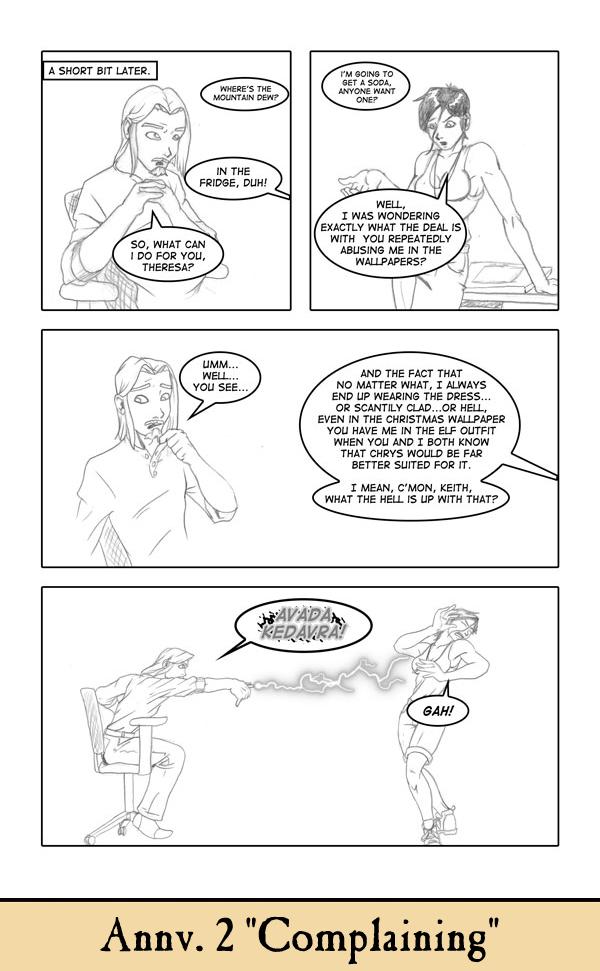 A SHORT BIT LATER.
WHERE'S THE
MOUNTAIN DEW?
IN THE
FRIDGE, DUH!
SO, WHAT CAN
I DO FOR YOU,
THERESA?
I'M GOING TO
GET A SODA,
ANYONE WANT
ONE?
WELL,
I WAS WONDERING
EXACTLY WHAT THE DEAL IS
WITH YOU REPEATEDLY
ABUSING ME IN THE
WALLPAPERS?
UMM...
WELL...
YOU SEE...
AND THE FACT THAT
NO MATTER WHAT, I ALWAYS
END UP WEARING THE DRESS...
OR SCANTILY CLAD...OR HELL,
EVEN IN THE CHRISTMAS WALLPAPER
YOU HAVE ME IN THE ELF OUTFIT
WHEN YOU AND I BOTH KNOW
THAT CHRYS WOULD BE FAR
BETTER SUITED FOR IT.
I MEAN, C'MON, KEITH,
WHAT THE HELL IS UP WITH THAT?
AVADA
KEDAVRA!
GAH!
Annv. 2 "Complaining"